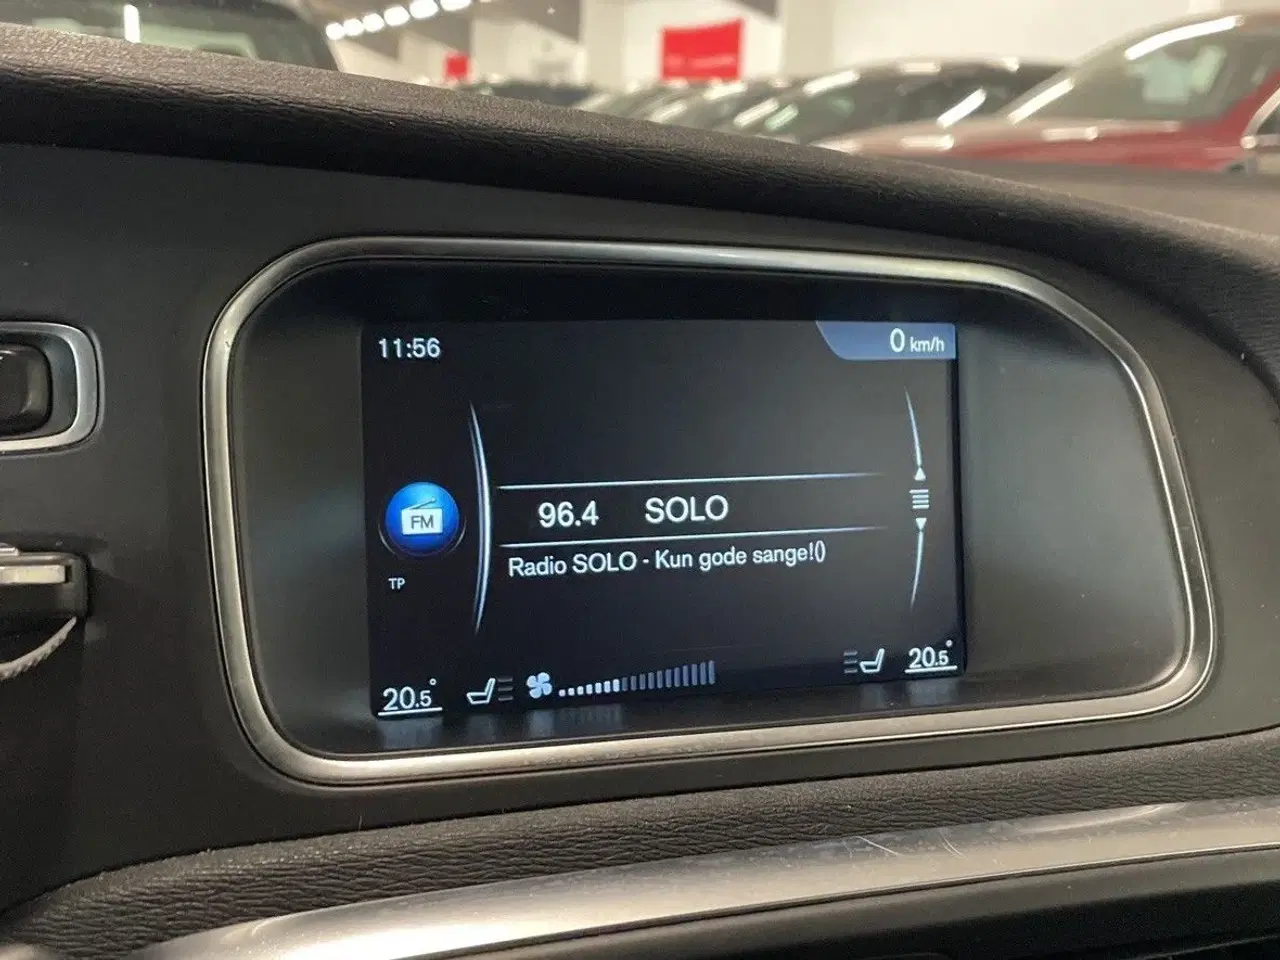 11:56
0 km/h
FM
96.4 SOLO
Radio SOLO - Kun gode sange!()
TP
20.5°
20.5°